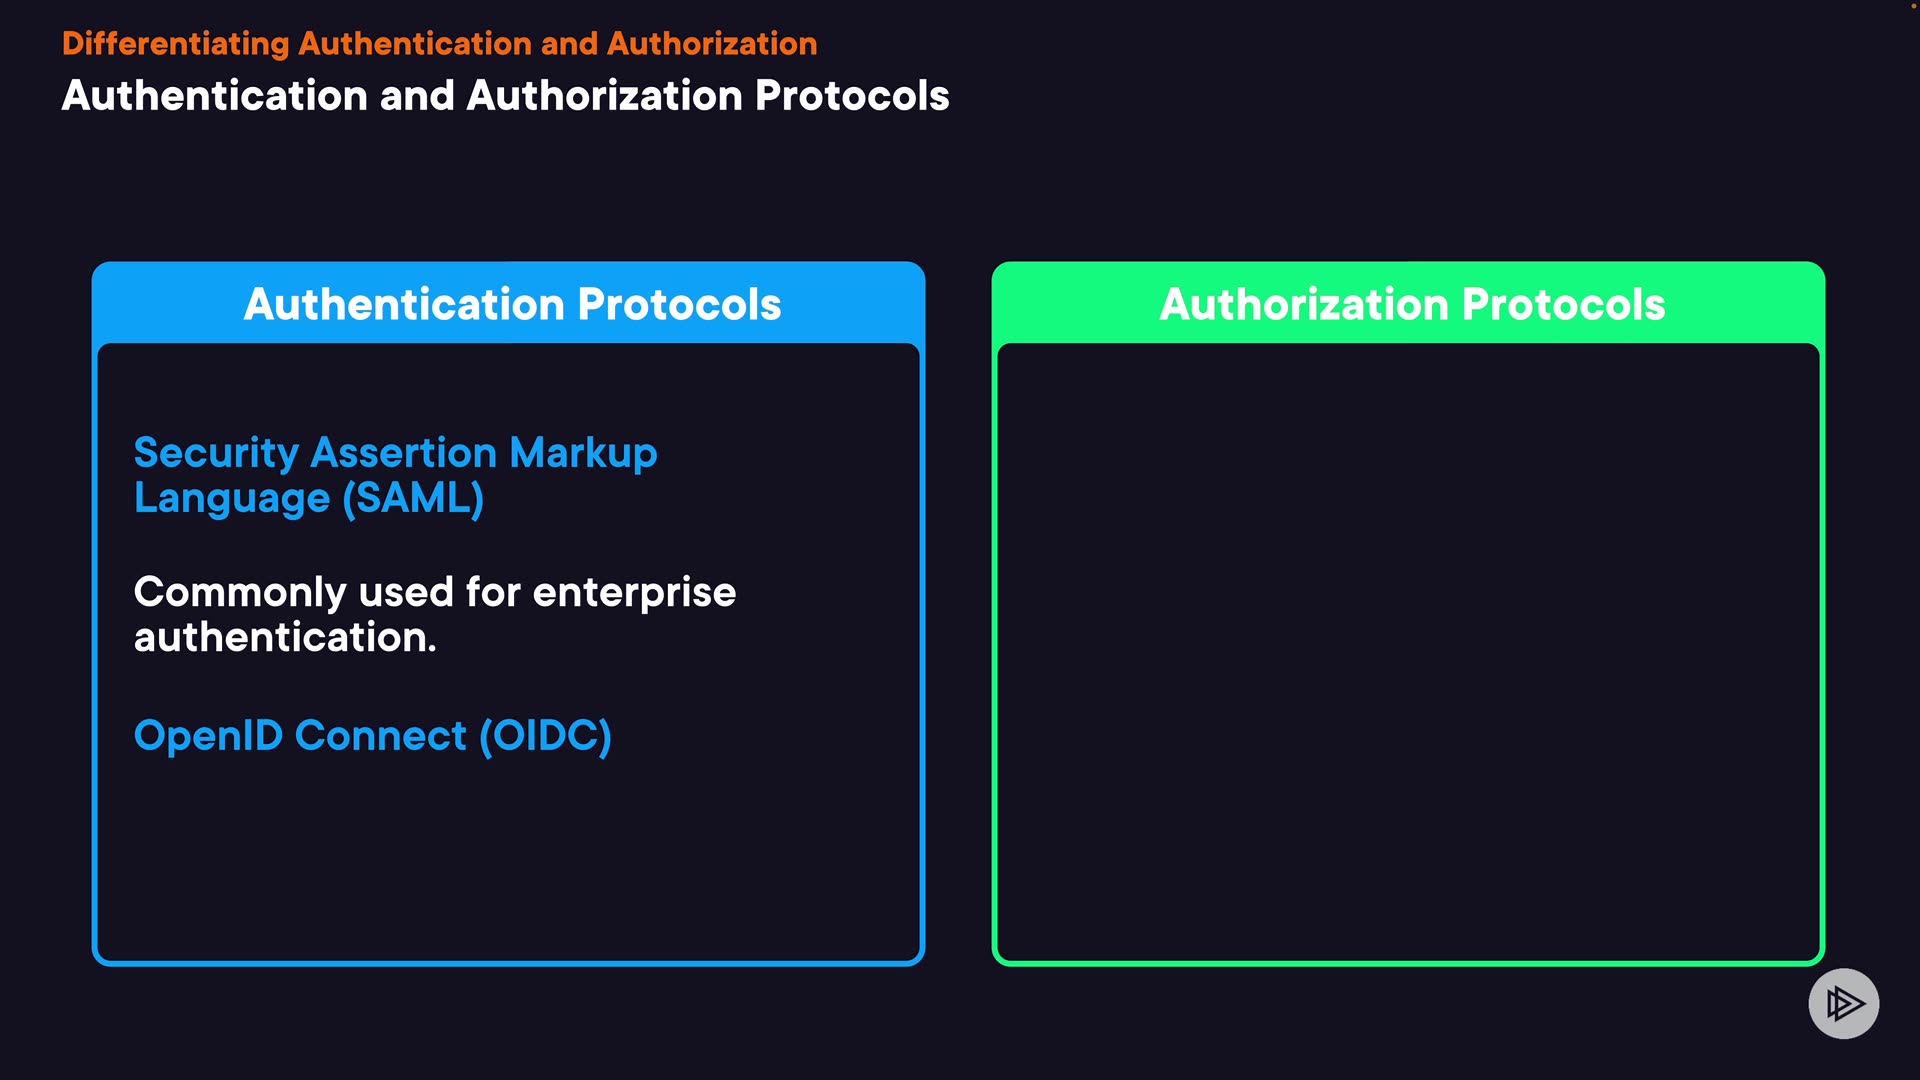 Differentiating Authentication and Authorization
Authentication and Authorization Protocols
Authentication Protocols
Security Assertion Markup
Language (SAML)
Commonly used for enterprise
authentication.
OpenID Connect (OIDC)
Authorization Protocols